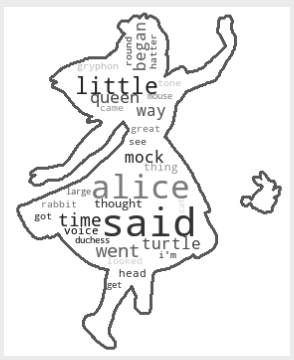 began
round
hatter
gryphon
little
tone
queen
mouse
came
way
great
see
mock
thing
alice
large
rabbit
thought
got
time
said
voice
duchess
went
turtle
i'm
looked
head
get